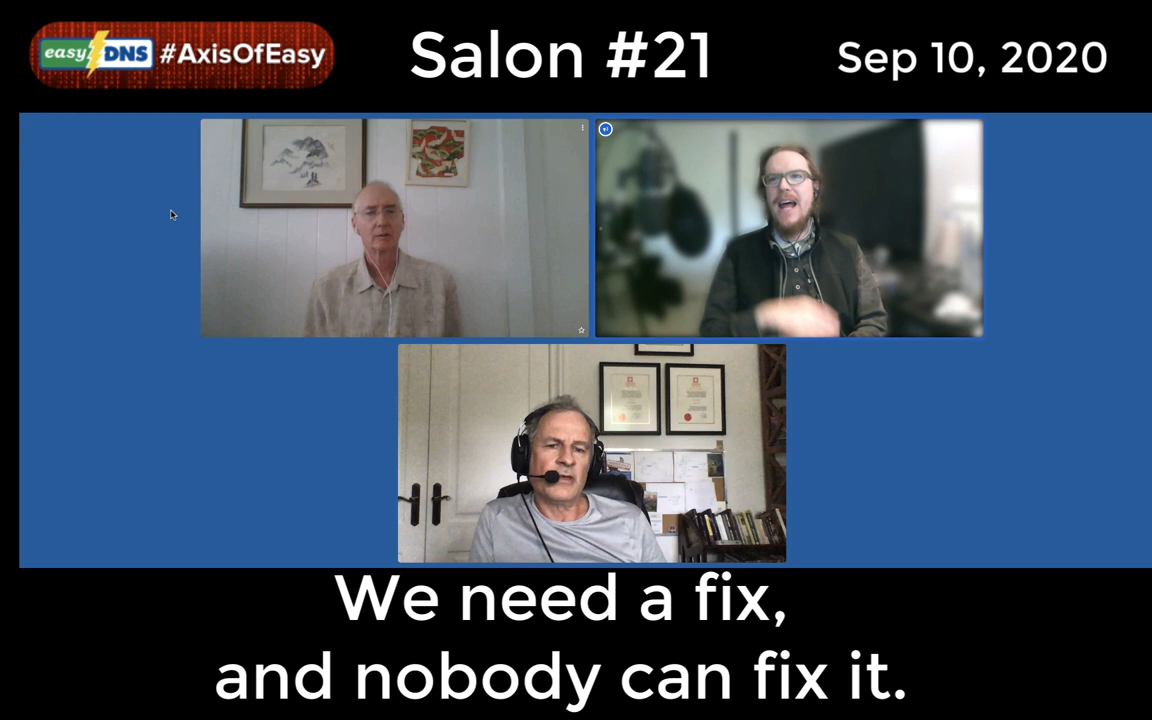 easyDNS #AxisOfEasy
Salon #21
Sep 10, 2020
We need a fix,
and nobody can fix it.